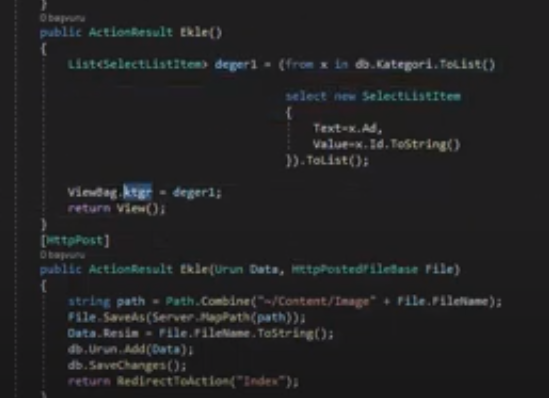 }
0 başvuru
public ActionResult Ekle()
{
List<SelectListItem> deger1 = (from x in db.Kategori.ToList()
select new SelectListItem
{
Text=x.Ad,
Value=x.Id.ToString()
}).ToList();
ViewBag.ktgr = deger1;
return View();
}
[HttpPost]
0 başvuru
public ActionResult Ekle(Urun Data, HttpPostedFileBase File)
{
string path = Path.Combine("~/Content/Image" + File.FileName);
File.SaveAs(Server.MapPath(path));
Data.Resim = File.FileName.ToString();
db.Urun.Add(Data);
db.SaveChanges();
return RedirectToAction("Index");
}